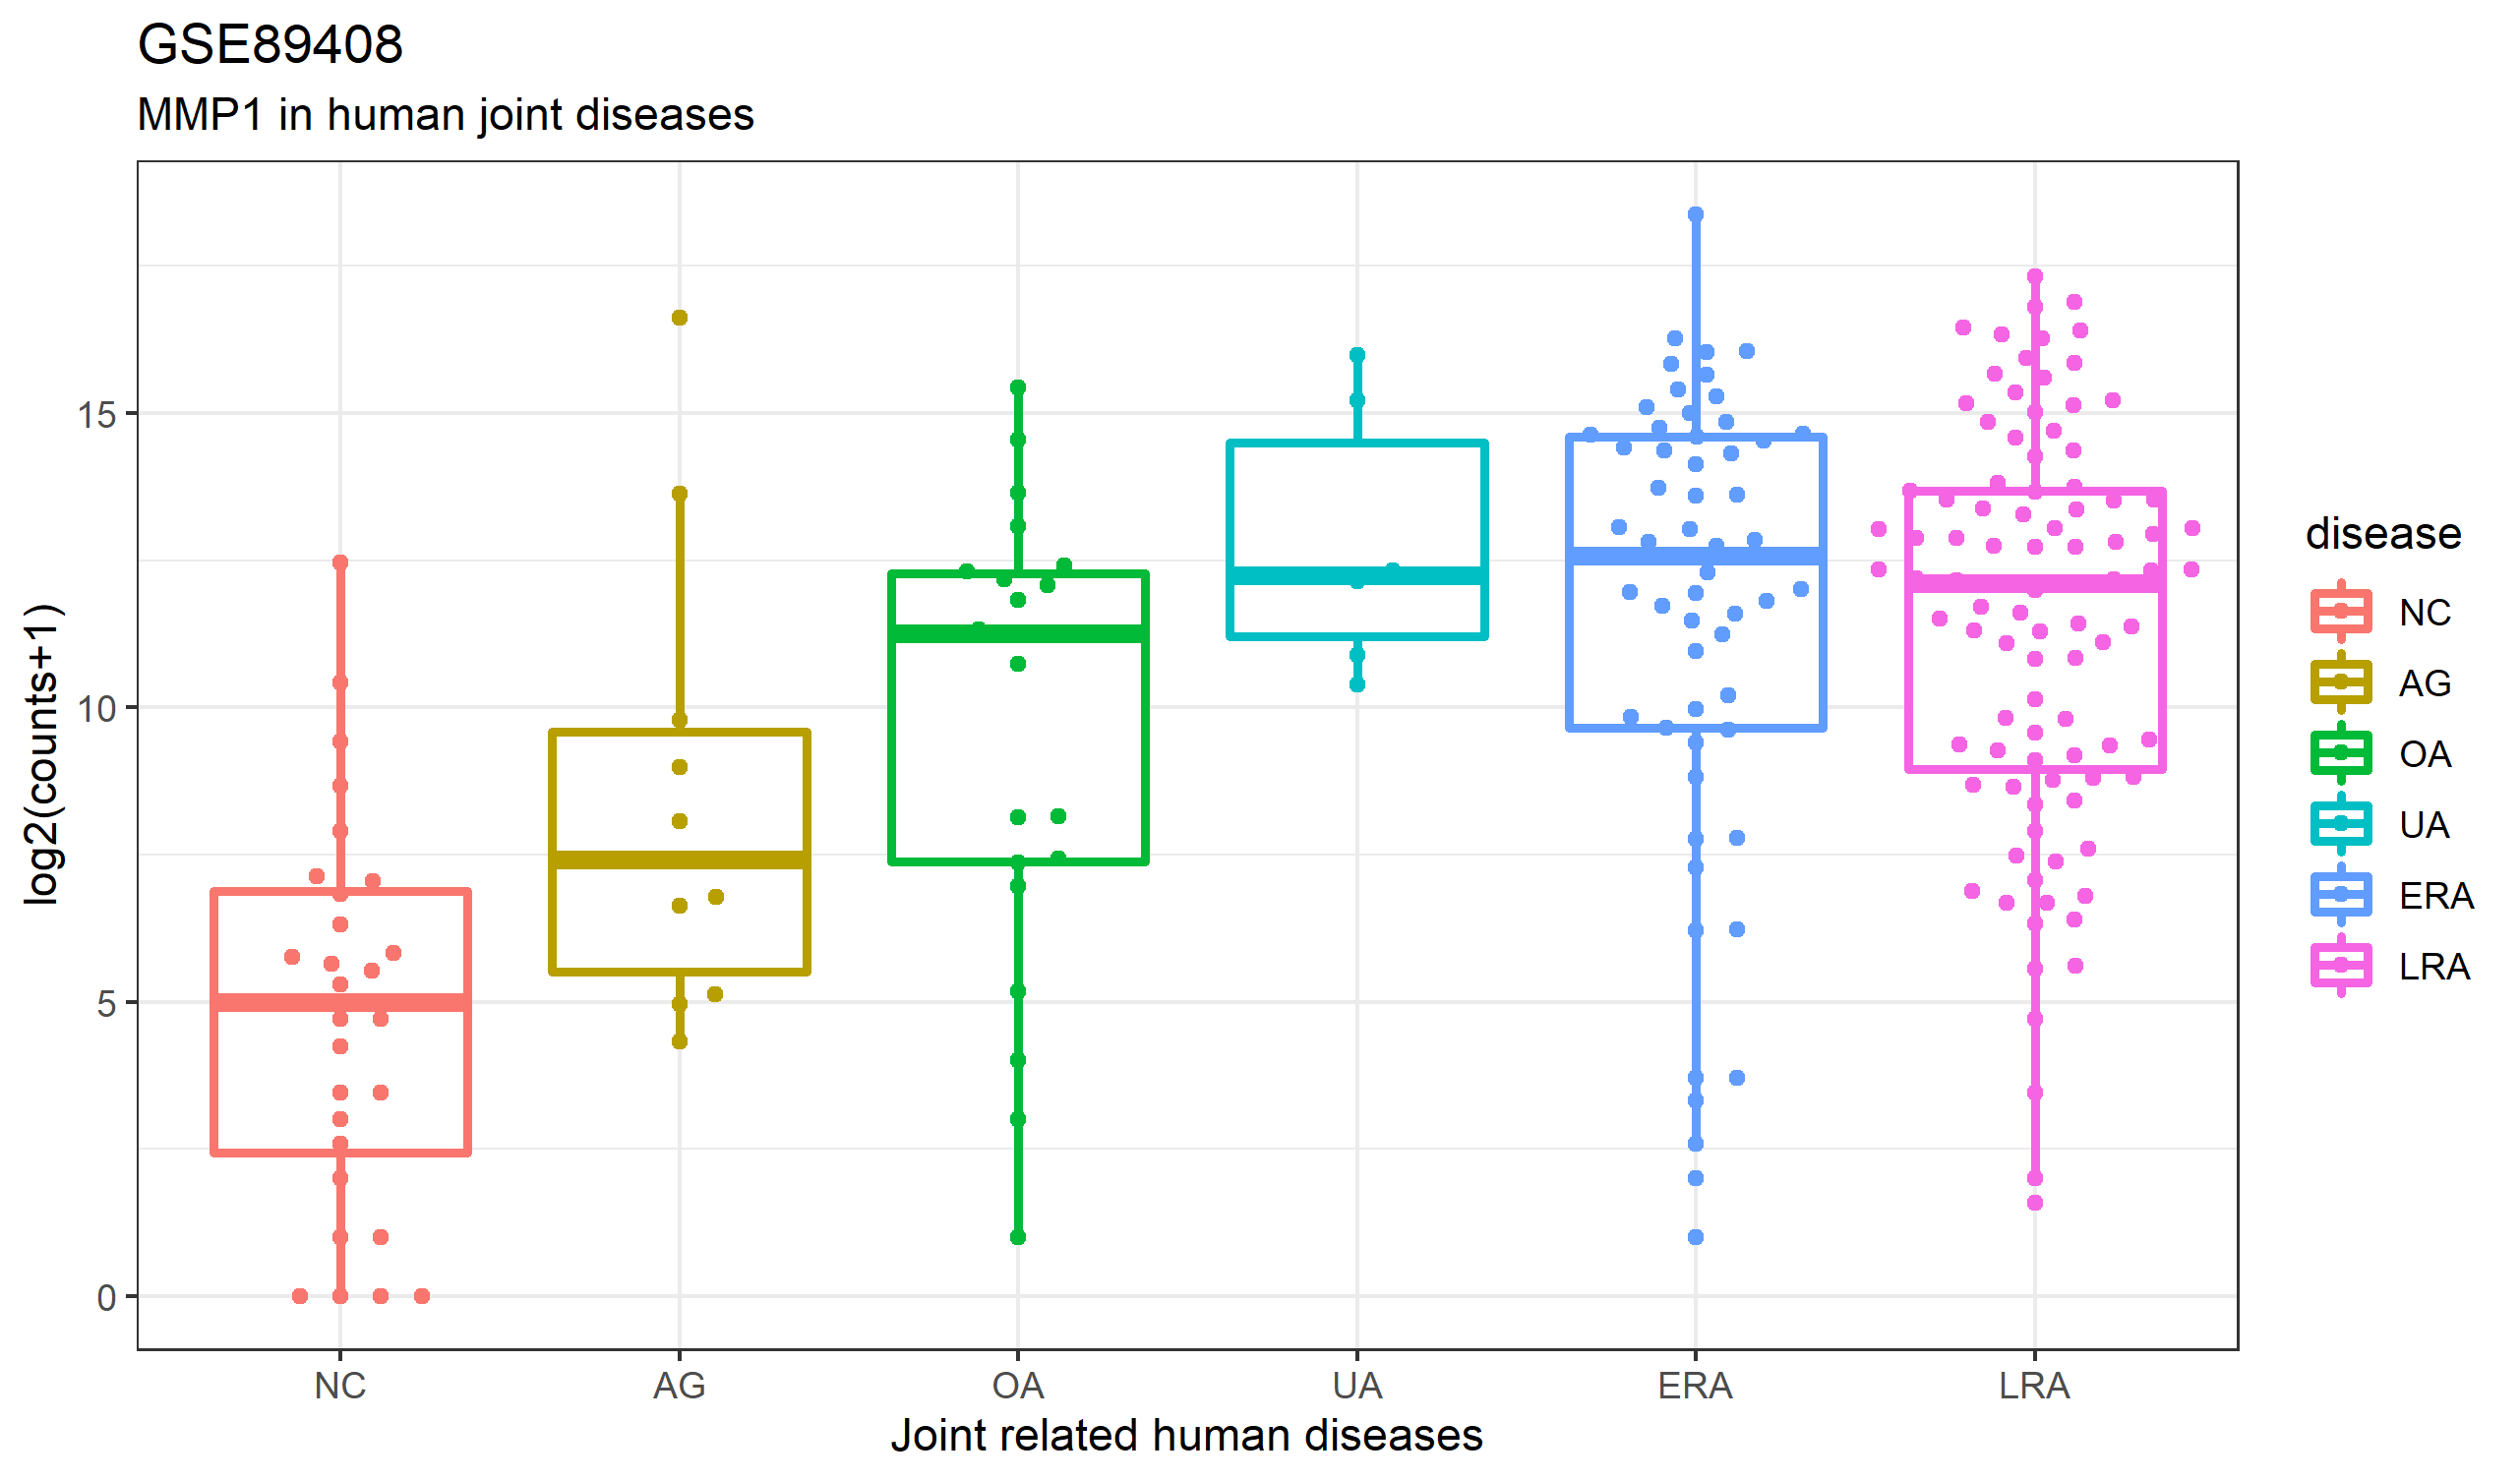 GSE89408
MMP1 in human joint diseases
log2(counts+1)
15
10
5
0
NC
AG
OA
UA
ERA
LRA
Joint related human diseases
disease
NC
AG
OA
UA
ERA
LRA